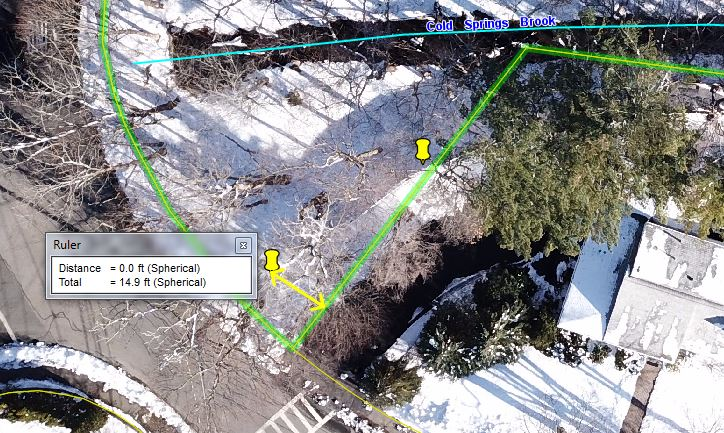 Cold Springs Brook
Ruler
Distance = 0.0 ft (Spherical)
Total = 14.9 ft (Spherical)